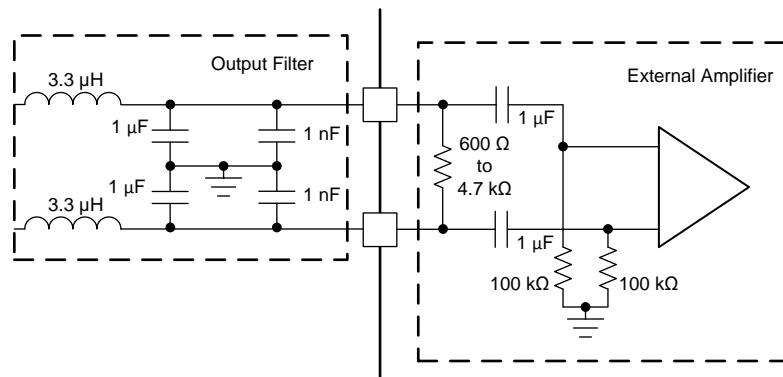 Output Filter
External Amplifier
3.3 µH
1 µF
1 nF
1 µF
1 nF
3.3 µH
1 µF
600 Ω
to
4.7 kΩ
1 µF
100 kΩ
100 kΩ